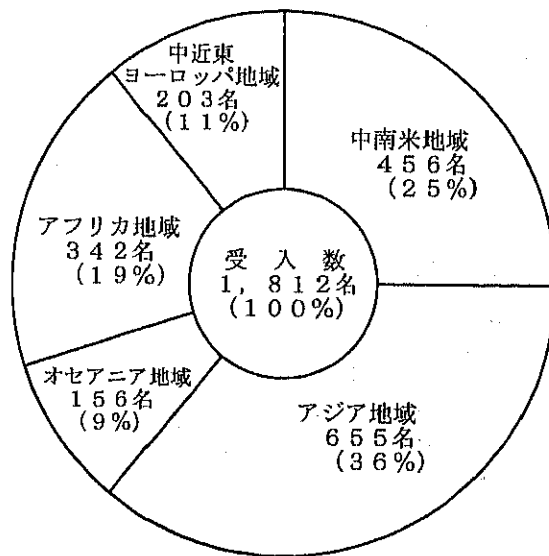 中近東
ヨーロッパ地域
203名
(11%)
中南米地域
456名
(25%)
アフリカ地域
342名
(19%)
受入数
1,812名
(100%)
オセアニア地域
156名
(9%)
アジア地域
655名
(36%)